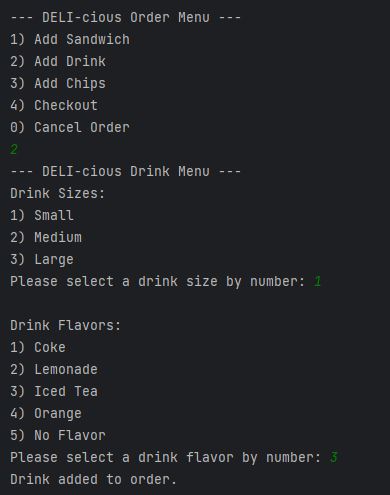 --- DELI-cious Order Menu ---
1) Add Sandwich
2) Add Drink
3) Add Chips
4) Checkout
0) Cancel Order
2
--- DELI-cious Drink Menu ---
Drink Sizes:
1) Small
2) Medium
3) Large
Please select a drink size by number: 1
Drink Flavors:
1) Coke
2) Lemonade
3) Iced Tea
4) Orange
5) No Flavor
Please select a drink flavor by number: 3
Drink added to order.